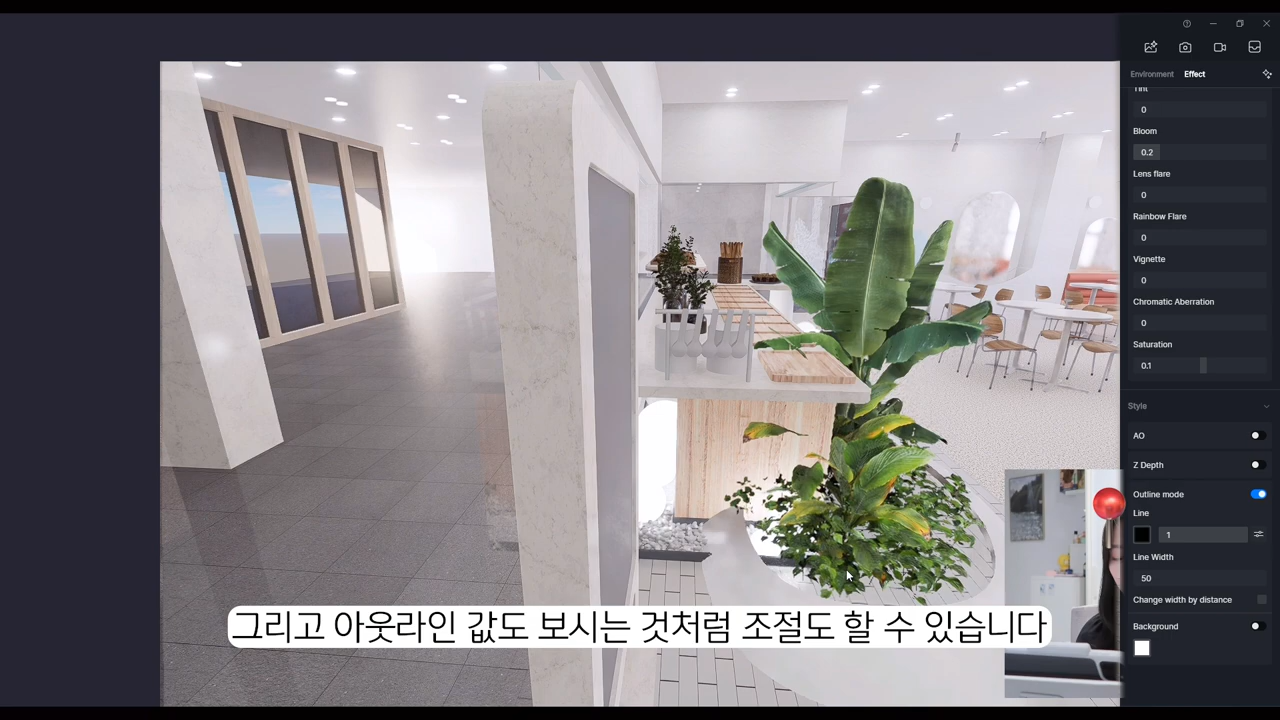 Environment Effect
Tint
0
Bloom
0.2
Lens flare
0
Rainbow Flare
0
Vignette
0
Chromatic Aberration
0
Saturation
0.1
Style
AO
Z Depth
Outline mode
Line
1
Line Width
50
Change width by distance
Background
그리고 아웃라인 값도 보시는 것처럼 조절도 할 수 있습니다